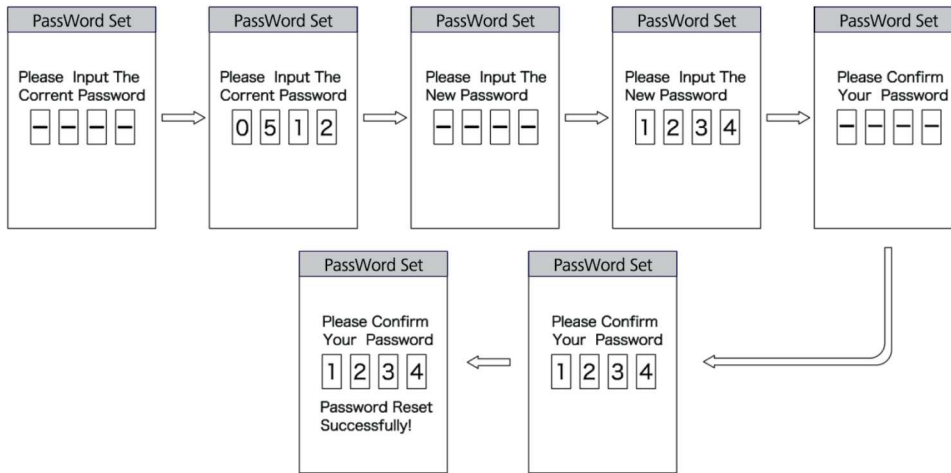 PassWord Set
Please Input The
Corrent Password
– – – –
PassWord Set
Please Input The
Corrent Password
0 5 1 2
PassWord Set
Please Input The
New Password
– – – –
PassWord Set
Please Input The
New Password
1 2 3 4
PassWord Set
Please Confirm
Your Password
– – – –
PassWord Set
Please Confirm
Your Password
1 2 3 4
PassWord Set
Please Confirm
Your Password
1 2 3 4
Password Reset
Successfully!